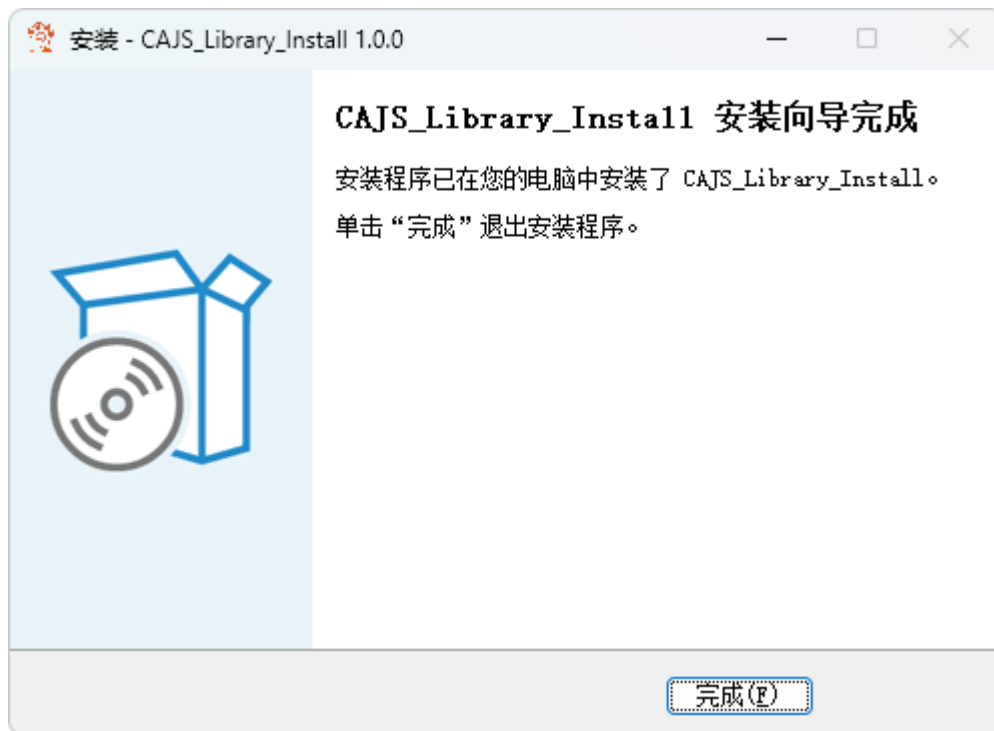 安装 - CAJS_Library_Install 1.0.0
CAJS_Library_Install 安装向导完成
安装程序已在您的电脑中安装了 CAJS_Library_Install。
单击“完成”退出安装程序。
完成(F)